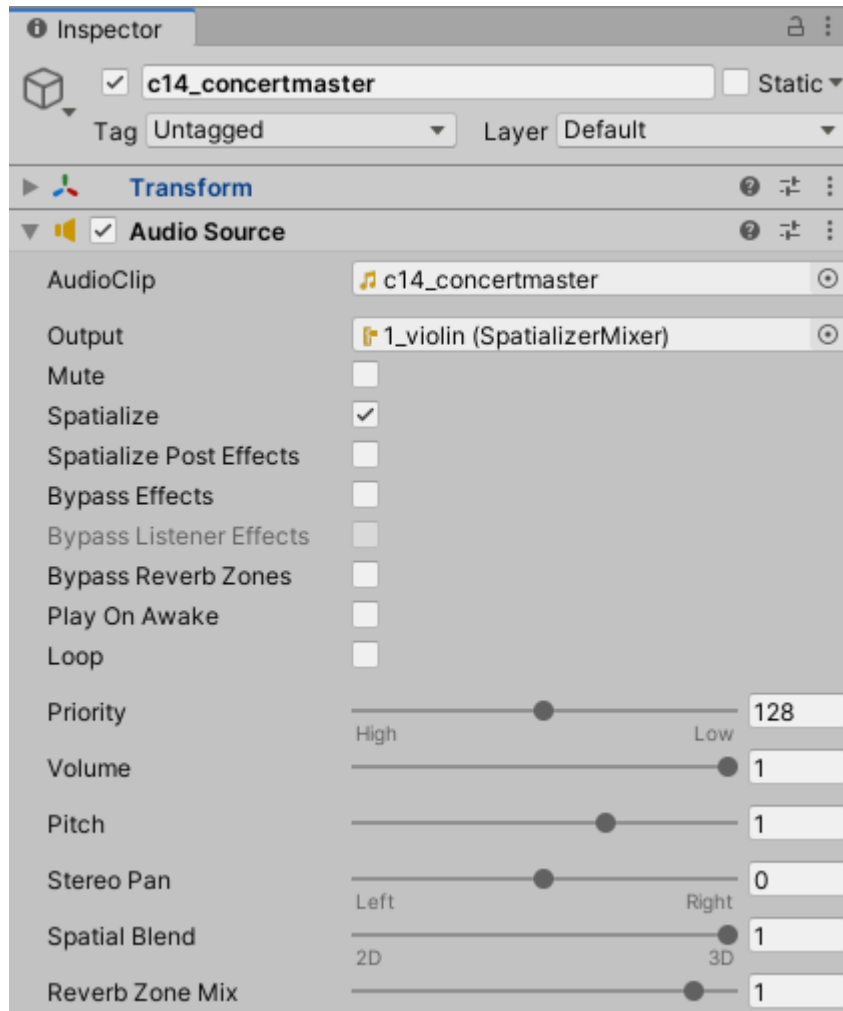 Inspector
c14_concertmaster Static
Tag Untagged Layer Default
Transform
Audio Source
AudioClip c14_concertmaster
Output 1_violin (SpatializerMixer)
Mute
Spatialize
Spatialize Post Effects
Bypass Effects
Bypass Listener Effects
Bypass Reverb Zones
Play On Awake
Loop
Priority 128
High Low
Volume 1
Pitch 1
Stereo Pan 0
Left Right
Spatial Blend 1
2D 3D
Reverb Zone Mix 1